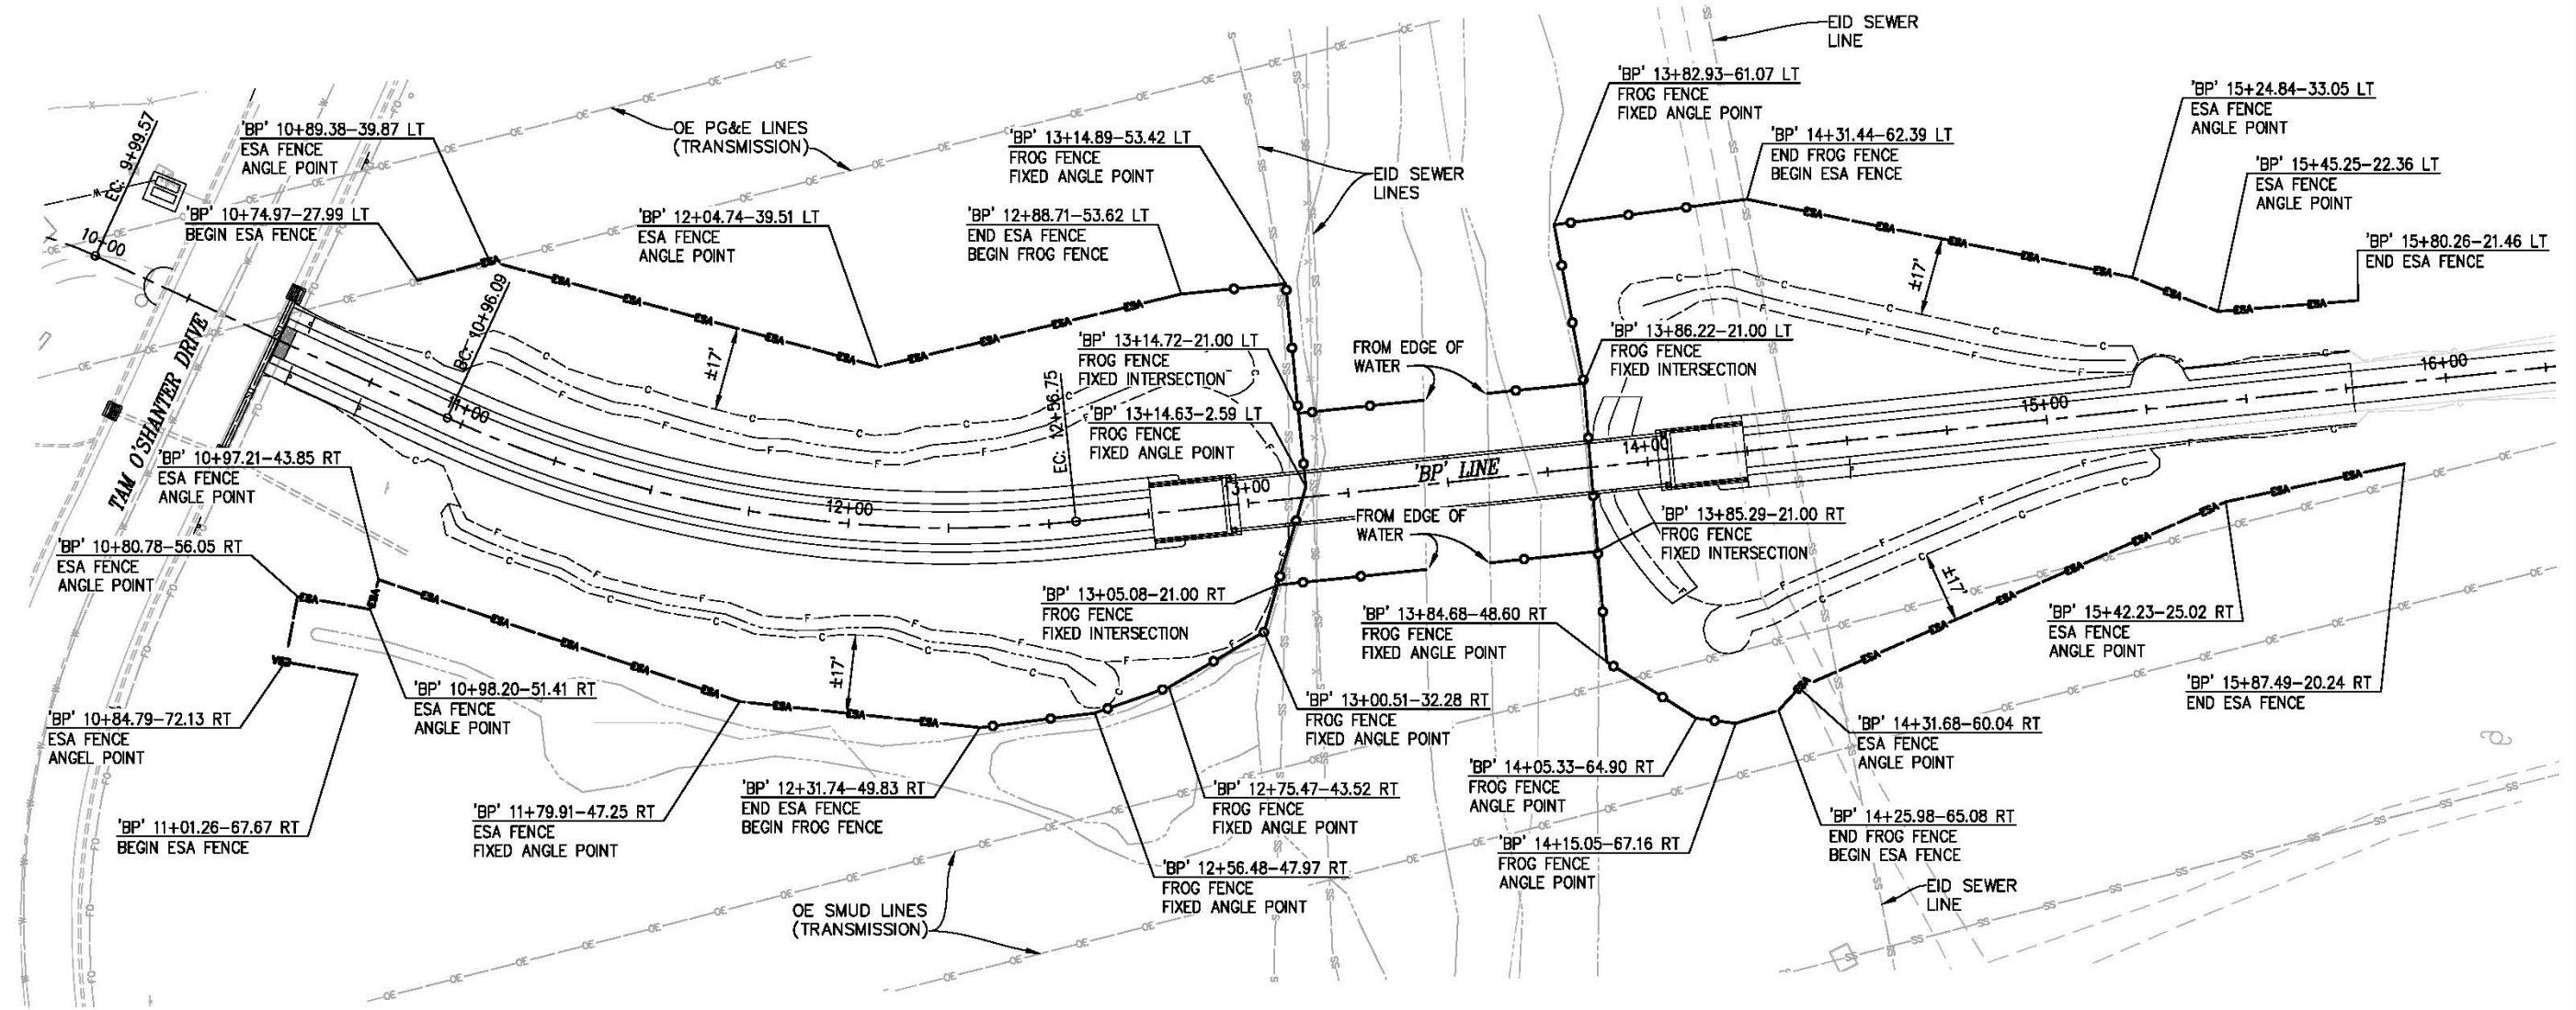 EID SEWER
LINE
'BP' 13+82.93-61.07 LT
FROG FENCE
FIXED ANGLE POINT
'BP' 15+24.84-33.05 LT
ESA FENCE
ANGLE POINT
EC: 9+99.57
'BP' 10+89.38-39.87 LT
ESA FENCE
ANGLE POINT
OE PG&E LINES
(TRANSMISSION)
'BP' 13+14.89-53.42 LT
FROG FENCE
FIXED ANGLE POINT
EID SEWER
LINES
'BP' 14+31.44-62.39 LT
END FROG FENCE
BEGIN ESA FENCE
'BP' 15+45.25-22.36 LT
ESA FENCE
ANGLE POINT
'BP' 10+74.97-27.99 LT
BEGIN ESA FENCE
'BP' 12+04.74-39.51 LT
ESA FENCE
ANGLE POINT
'BP' 12+88.71-53.62 LT
END ESA FENCE
BEGIN FROG FENCE
'BP' 15+80.26-21.46 LT
END ESA FENCE
10+00
±17'
±17'
BC: 10+96.09
'BP' 13+14.72-21.00 LT
FROG FENCE
FIXED INTERSECTION
FROM EDGE OF
WATER
'BP' 13+86.22-21.00 LT
FROG FENCE
FIXED INTERSECTION
TAM O'SHANTER DRIVE
11+00
EC: 12+56.75
'BP' 13+14.63-2.59 LT
FROG FENCE
FIXED ANGLE POINT
16+00
15+00
14+00
'BP' LINE
3+00
12+00
'BP' 10+97.21-43.85 RT
ESA FENCE
ANGLE POINT
FROM EDGE OF
WATER
'BP' 13+85.29-21.00 RT
FROG FENCE
FIXED INTERSECTION
'BP' 10+80.78-56.05 RT
ESA FENCE
ANGLE POINT
'BP' 13+05.08-21.00 RT
FROG FENCE
FIXED INTERSECTION
'BP' 13+84.68-48.60 RT
FROG FENCE
FIXED ANGLE POINT
±17'
'BP' 15+42.23-25.02 RT
ESA FENCE
ANGLE POINT
±17'
'BP' 10+98.20-51.41 RT
ESA FENCE
ANGLE POINT
'BP' 13+00.51-32.28 RT
FROG FENCE
FIXED ANGLE POINT
'BP' 15+87.49-20.24 RT
END ESA FENCE
'BP' 10+84.79-72.13 RT
ESA FENCE
ANGEL POINT
'BP' 14+31.68-60.04 RT
ESA FENCE
ANGLE POINT
'BP' 14+05.33-64.90 RT
FROG FENCE
ANGLE POINT
'BP' 12+31.74-49.83 RT
END ESA FENCE
BEGIN FROG FENCE
'BP' 12+75.47-43.52 RT
FROG FENCE
FIXED ANGLE POINT
'BP' 11+79.91-47.25 RT
ESA FENCE
FIXED ANGLE POINT
'BP' 11+01.26-67.67 RT
BEGIN ESA FENCE
'BP' 14+25.98-65.08 RT
END FROG FENCE
BEGIN ESA FENCE
'BP' 14+15.05-67.16 RT
FROG FENCE
ANGLE POINT
'BP' 12+56.48-47.97 RT
FROG FENCE
FIXED ANGLE POINT
OE SMUD LINES
(TRANSMISSION)
EID SEWER
LINE